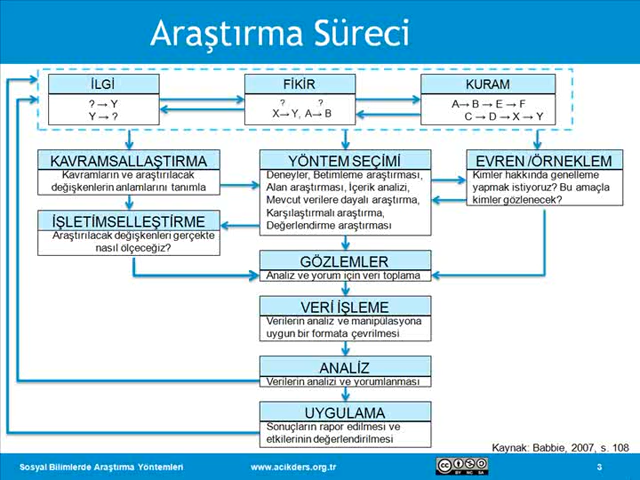 Araştırma Süreci
İLGİ
? → Y
Y → ?
FİKİR
? ?
X→ Y, A→ B
KURAM
A→ B → E → F
C → D → X → Y
KAVRAMSALLAŞTIRMA
Kavramların ve araştırılacak
değişkenlerin anlamlarını tanımla
YÖNTEM SEÇİMİ
Deneyler, Betimleme araştırması,
Alan araştırması, İçerik analizi,
Mevcut verilere dayalı araştırma,
Karşılaştırmalı araştırma,
Değerlendirme araştırması
EVREN /ÖRNEKLEM
Kimler hakkında genelleme
yapmak istiyoruz? Bu amaçla
kimler gözlenecek?
İŞLETİMSELLEŞTİRME
Araştırılacak değişkenleri gerçekte
nasıl ölçeceğiz?
GÖZLEMLER
Analiz ve yorum için veri toplama
VERİ İŞLEME
Verilerin analiz ve manipülasyona
uygun bir formata çevrilmesi
ANALİZ
Verilerin analizi ve yorumlanması
UYGULAMA
Sonuçların rapor edilmesi ve
etkilerinin değerlendirilmesi
Kaynak: Babbie, 2007, s. 108
Sosyal Bilimlerde Araştırma Yöntemleri
www.acikders.org.tr
cc
BY NC SA
3